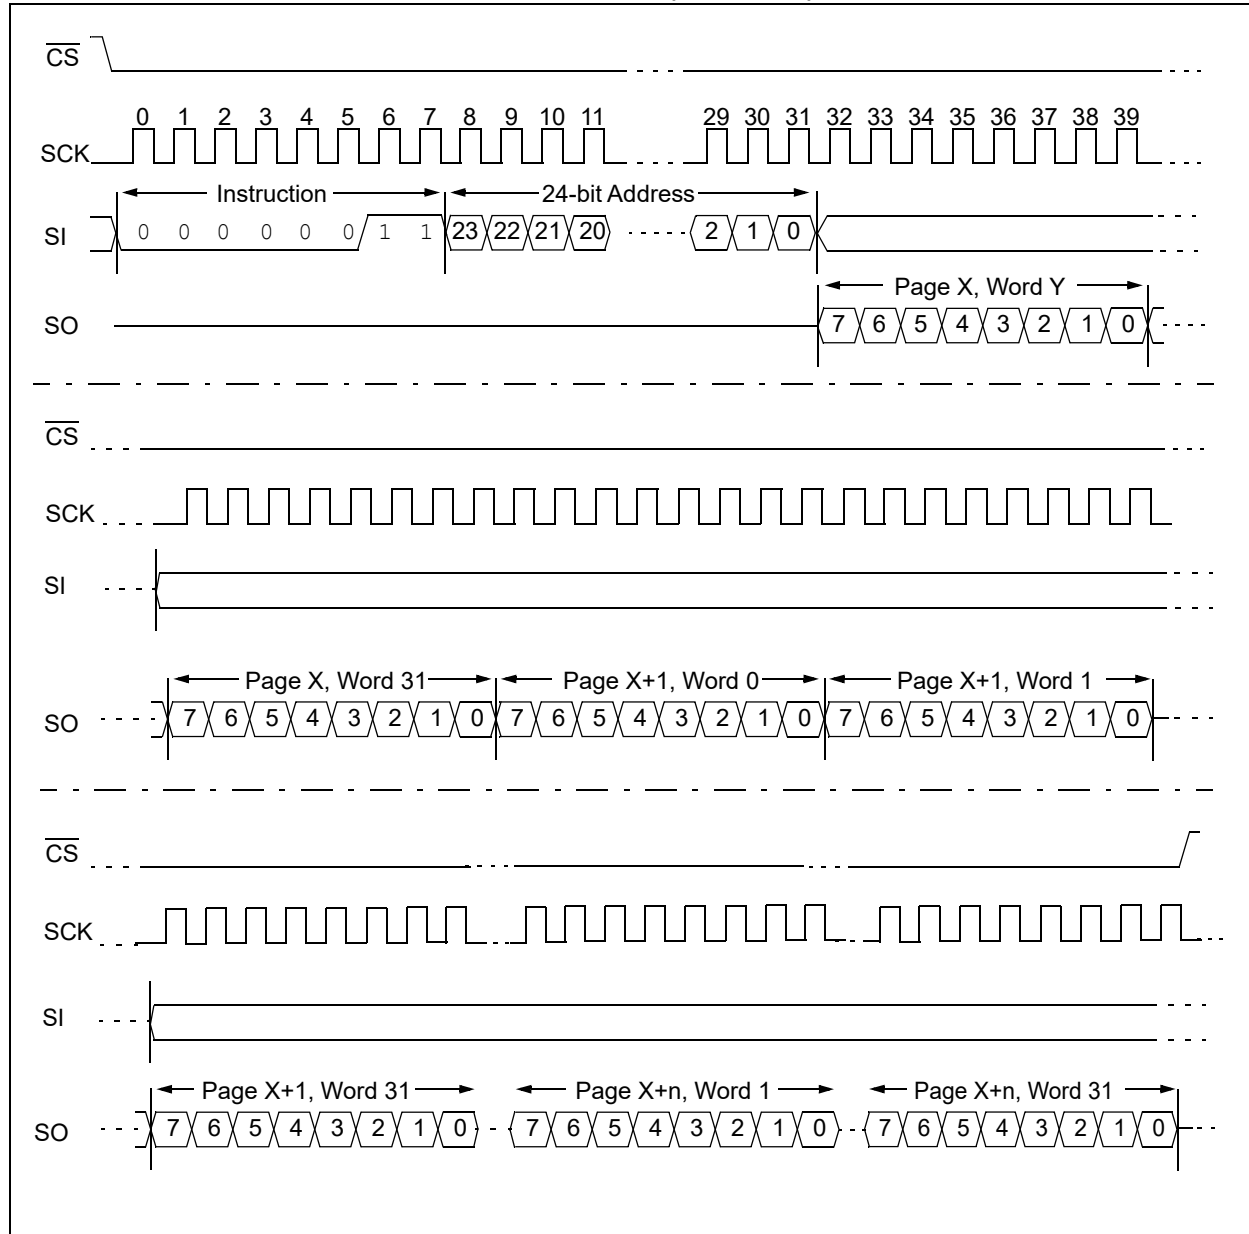 CS
0 1 2 3 4 5 6 7 8 9 10 11 29 30 31 32 33 34 35 36 37 38 39
SCK
Instruction 24-bit Address
SI 0 0 0 0 0 0 1 1 23 22 21 20 2 1 0
Page X, Word Y
SO 7 6 5 4 3 2 1 0
CS
SCK
SI
Page X, Word 31 Page X+1, Word 0 Page X+1, Word 1
SO 7 6 5 4 3 2 1 0 7 6 5 4 3 2 1 0 7 6 5 4 3 2 1 0
CS
SCK
SI
Page X+1, Word 31 Page X+n, Word 1 Page X+n, Word 31
SO 7 6 5 4 3 2 1 0 7 6 5 4 3 2 1 0 7 6 5 4 3 2 1 0